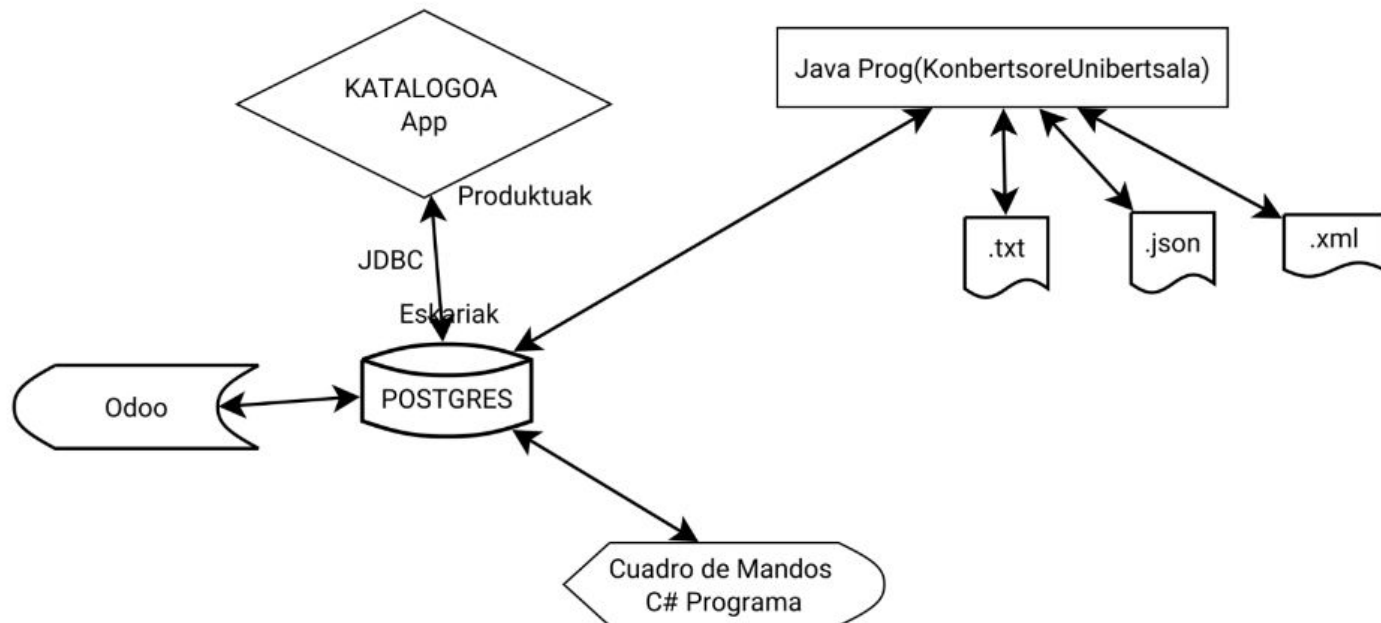 KATALOGOA
App
Java Prog(KonbertsoreUnibertsala)
Produktuak
JDBC
Eskariak
.txt
.json
.xml
Odoo
POSTGRES
Cuadro de Mandos
C# Programa